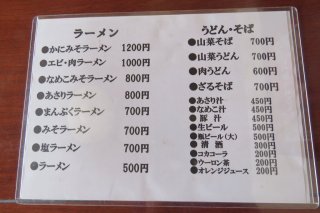 ラーメン
●かにみそラーメン 1200円
●エビ・肉ラーメン 1000円
●なめこみそラーメン 800円
●あさりラーメン 800円
●まんぷくラーメン 700円
●みそラーメン 700円
●塩ラーメン 700円
●ラーメン 500円
うどん・そば
●山菜そば 700円
●山菜うどん 700円
●肉うどん 600円
●ざるそば 700円
●あさり汁 450円
●なめこ汁 450円
●豚汁 450円
●生ビール 500円
●瓶ビール(大) 500円
●清酒 300円
●コカコーラ 200円
●ウーロン茶 200円
●オレンジジュース 200円